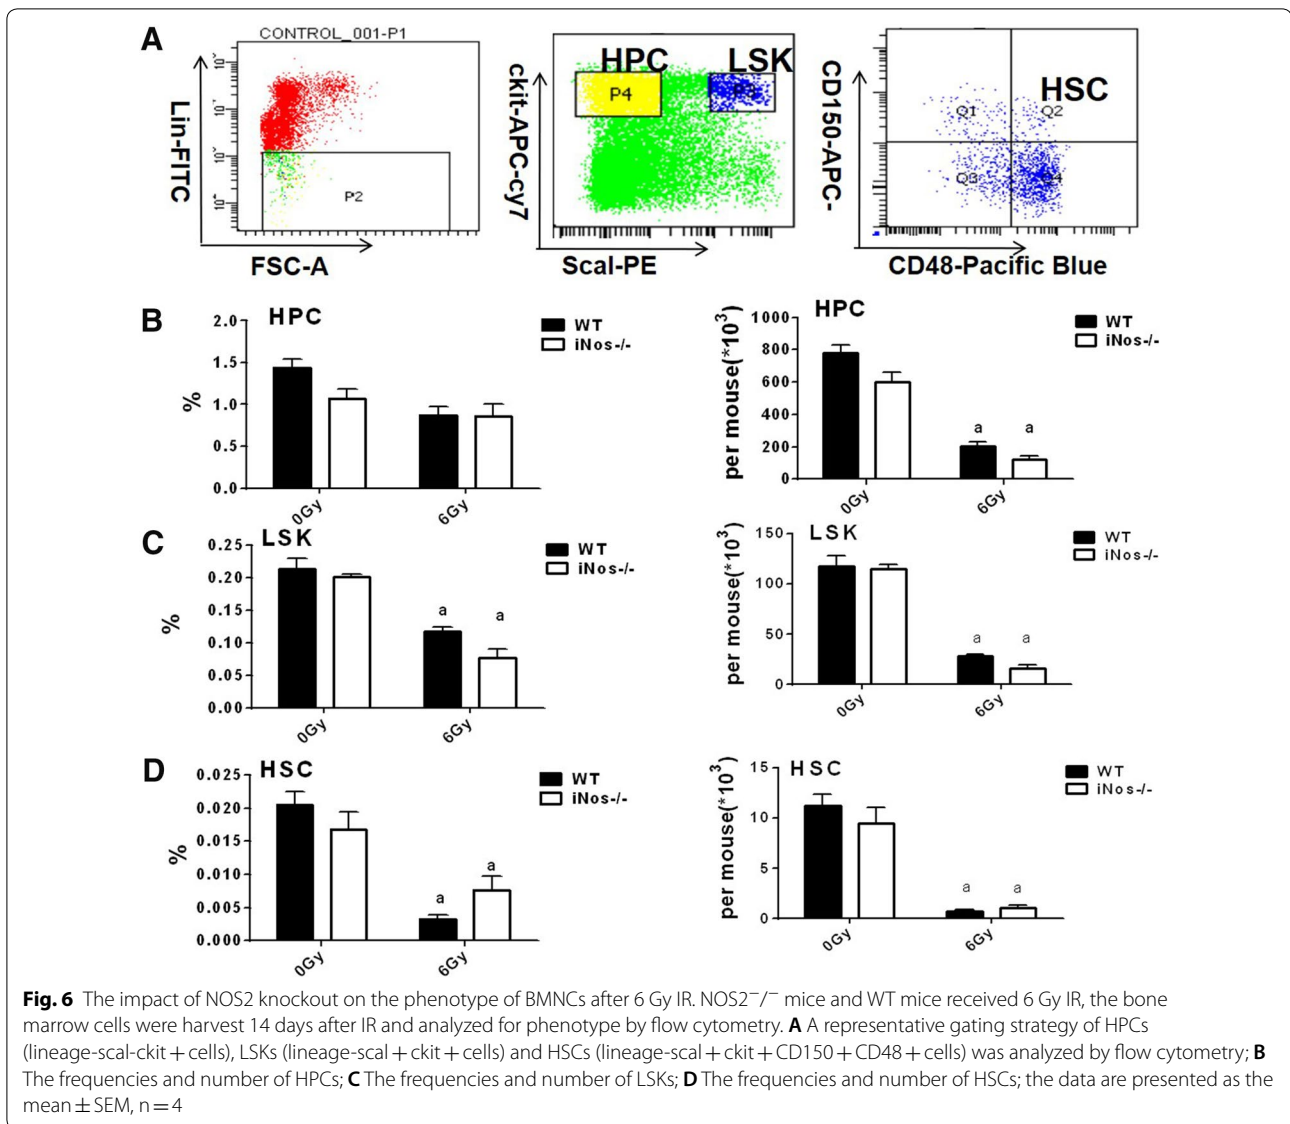 A
CONTROL_001-P1
Lin-FITC
P2
FSC-A
HPC
LSK
P4
ckit-APC-cy7
Scal-PE
HSC
Q1
Q2
Q3
CD150-APC-
CD48-Pacific Blue
B
HPC
WT
iNos-/-
%
2.0
1.5
1.0
0.5
0.0
0Gy
6Gy
HPC
WT
iNos-/-
per mouse(*10³)
1000
800
600
400
200
0
a
a
0Gy
6Gy
C
LSK
WT
iNos-/-
%
0.25
0.20
0.15
0.10
0.05
0.00
a
a
0Gy
6Gy
LSK
WT
iNos-/-
per mouse(*10³)
150
100
50
0
a
a
0Gy
6Gy
D
HSC
WT
iNos-/-
%
0.025
0.020
0.015
0.010
0.005
0.000
a
a
0Gy
6Gy
HSC
WT
iNos-/-
per mouse(*10³)
15
10
5
0
a
a
0Gy
6Gy
Fig. 6 The impact of NOS2 knockout on the phenotype of BMNCs after 6 Gy IR. NOS2⁻/⁻ mice and WT mice received 6 Gy IR, the bone
marrow cells were harvest 14 days after IR and analyzed for phenotype by flow cytometry. A A representative gating strategy of HPCs
(lineage-scal-ckit + cells), LSKs (lineage-scal + ckit + cells) and HSCs (lineage-scal + ckit + CD150 + CD48 + cells) was analyzed by flow cytometry; B
The frequencies and number of HPCs; C The frequencies and number of LSKs; D The frequencies and number of HSCs; the data are presented as the
mean ± SEM, n = 4